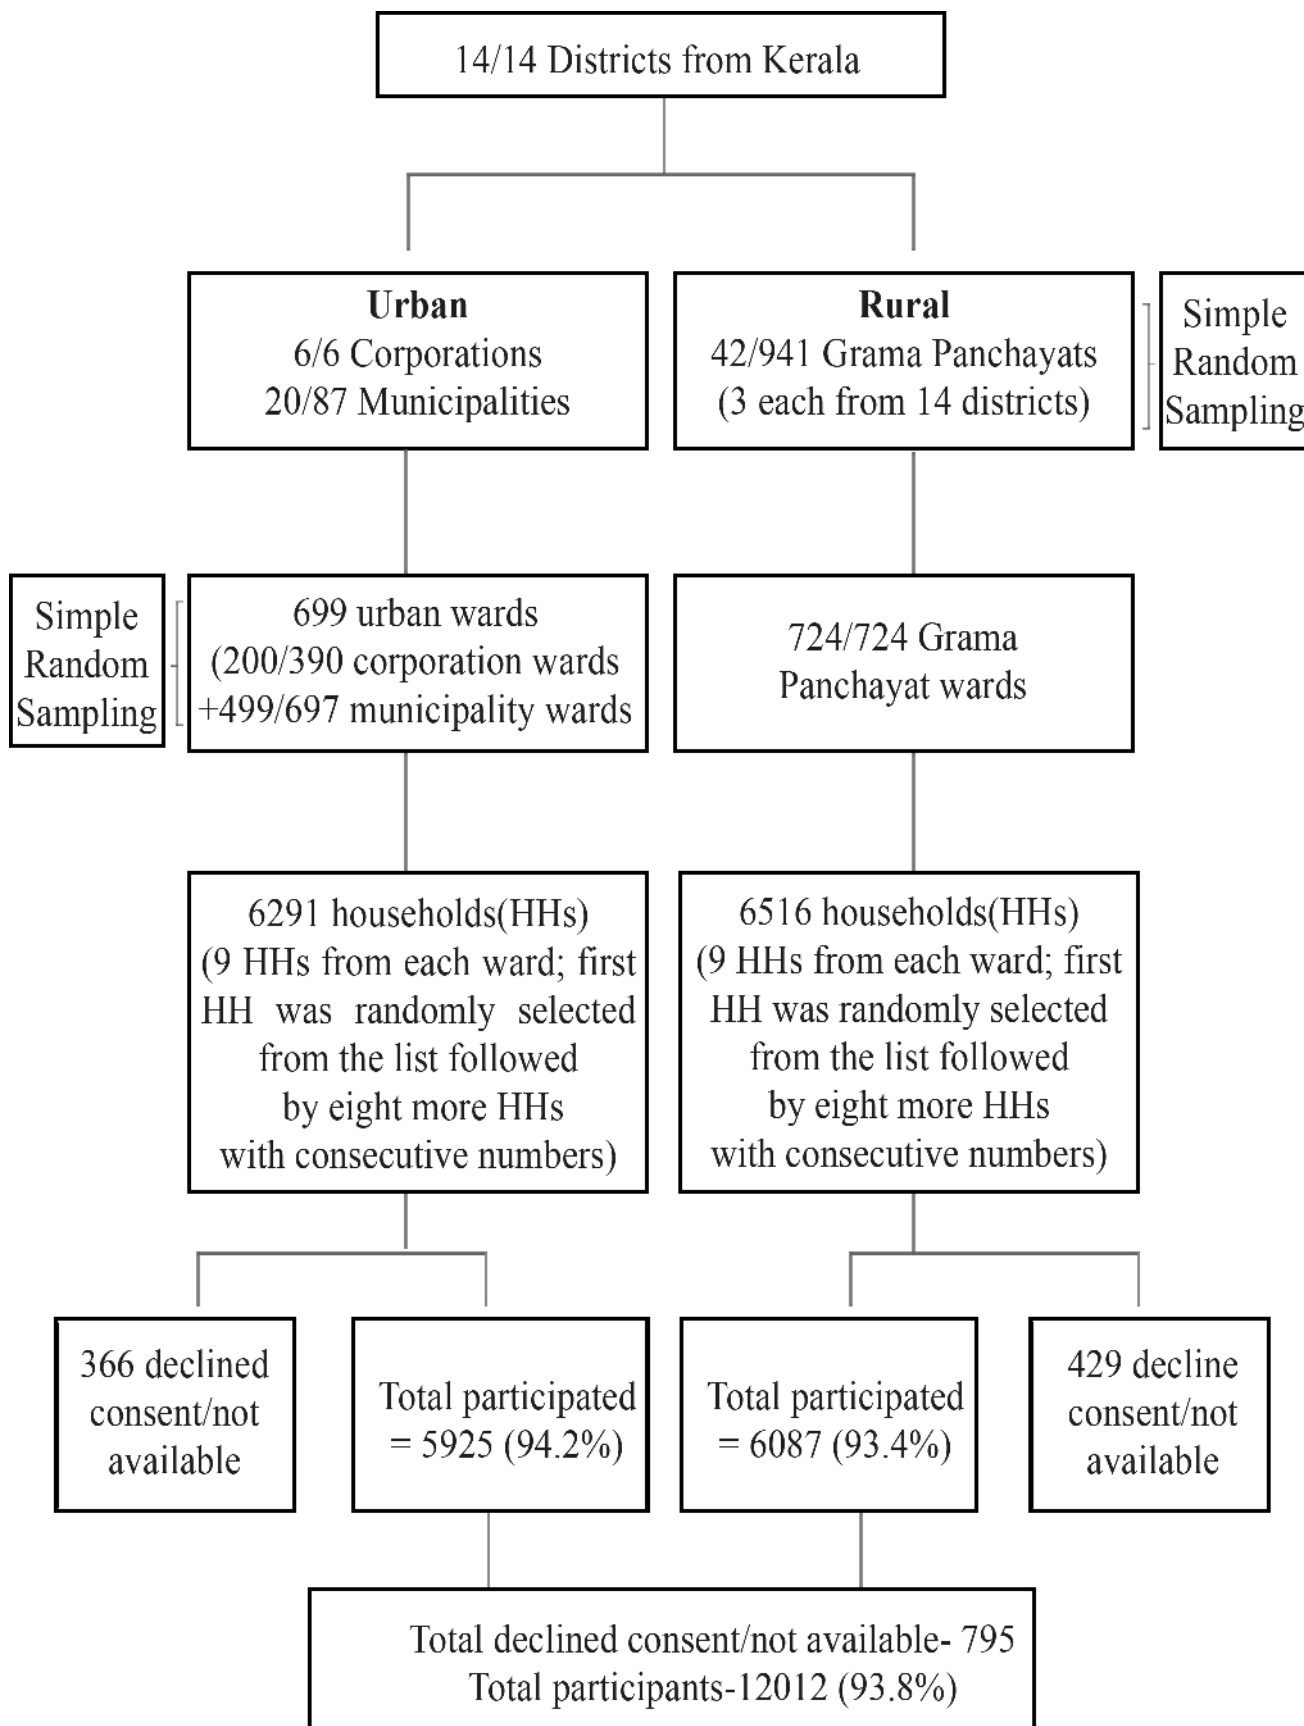 14/14 Districts from Kerala
Urban
6/6 Corporations
20/87 Municipalities
Rural
42/941 Grama Panchayats
(3 each from 14 districts)
Simple
Random
Sampling
Simple
Random
Sampling
699 urban wards
(200/390 corporation wards
+499/697 municipality wards
724/724 Grama
Panchayat wards
6291 households(HHs)
(9 HHs from each ward; first
HH was randomly selected
from the list followed
by eight more HHs
with consecutive numbers)
6516 households(HHs)
(9 HHs from each ward; first
HH was randomly selected
from the list followed
by eight more HHs
with consecutive numbers)
366 declined
consent/not
available
Total participated
= 5925 (94.2%)
Total participated
= 6087 (93.4%)
429 decline
consent/not
available
Total declined consent/not available- 795
Total participants-12012 (93.8%)